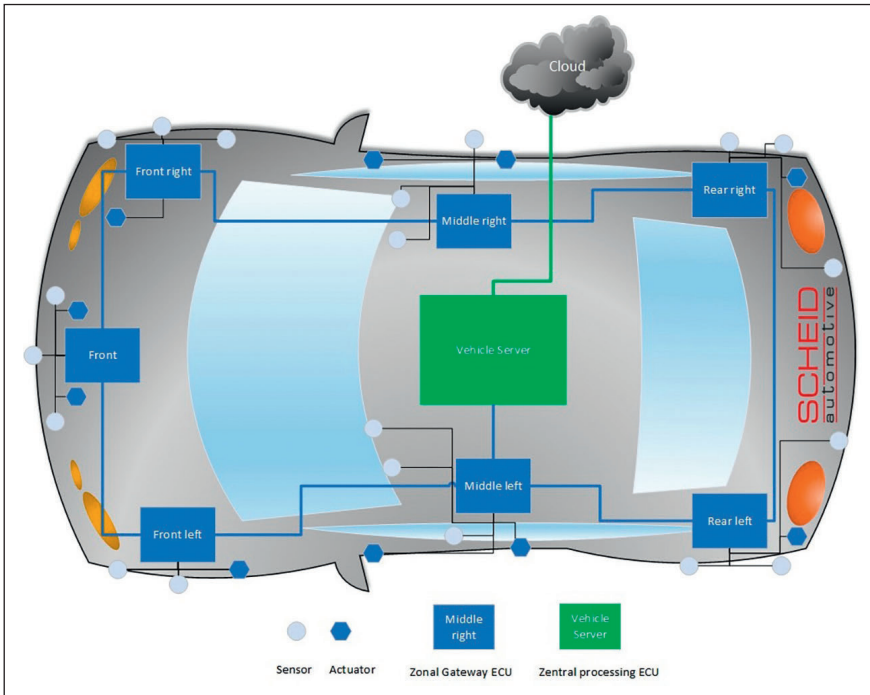 Cloud
Front right
Middle right
Rear right
Front
Vehicle Server
SCHEID
automotive
Middle left
Front left
Rear left
Middle
right
Vehicle
Server
Sensor
Actuator
Zonal Gateway ECU
Zentral processing ECU